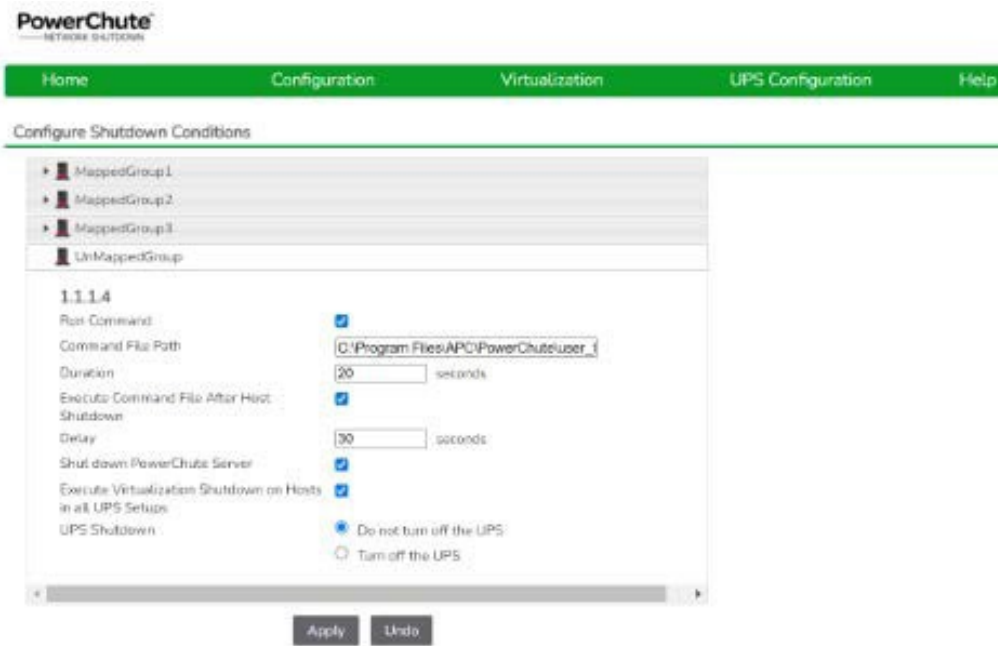 PowerChute
NETWORK SHUTDOWN
Home Configuration Virtualization UPS Configuration Help
Configure Shutdown Conditions
MappedGroup1
MappedGroup2
MappedGroup3
UnMappedGroup
1.1.1.4
Run Command
Command File Path C:\Program Files\APC\PowerChute\user_f
Duration 20 seconds
Execute Command File After Host
Shutdown
Delay 30 seconds
Shut down PowerChute Server
Execute Virtualization Shutdown on Hosts
in all UPS Setups
UPS Shutdown Do not turn off the UPS
Turn off the UPS
Apply Undo